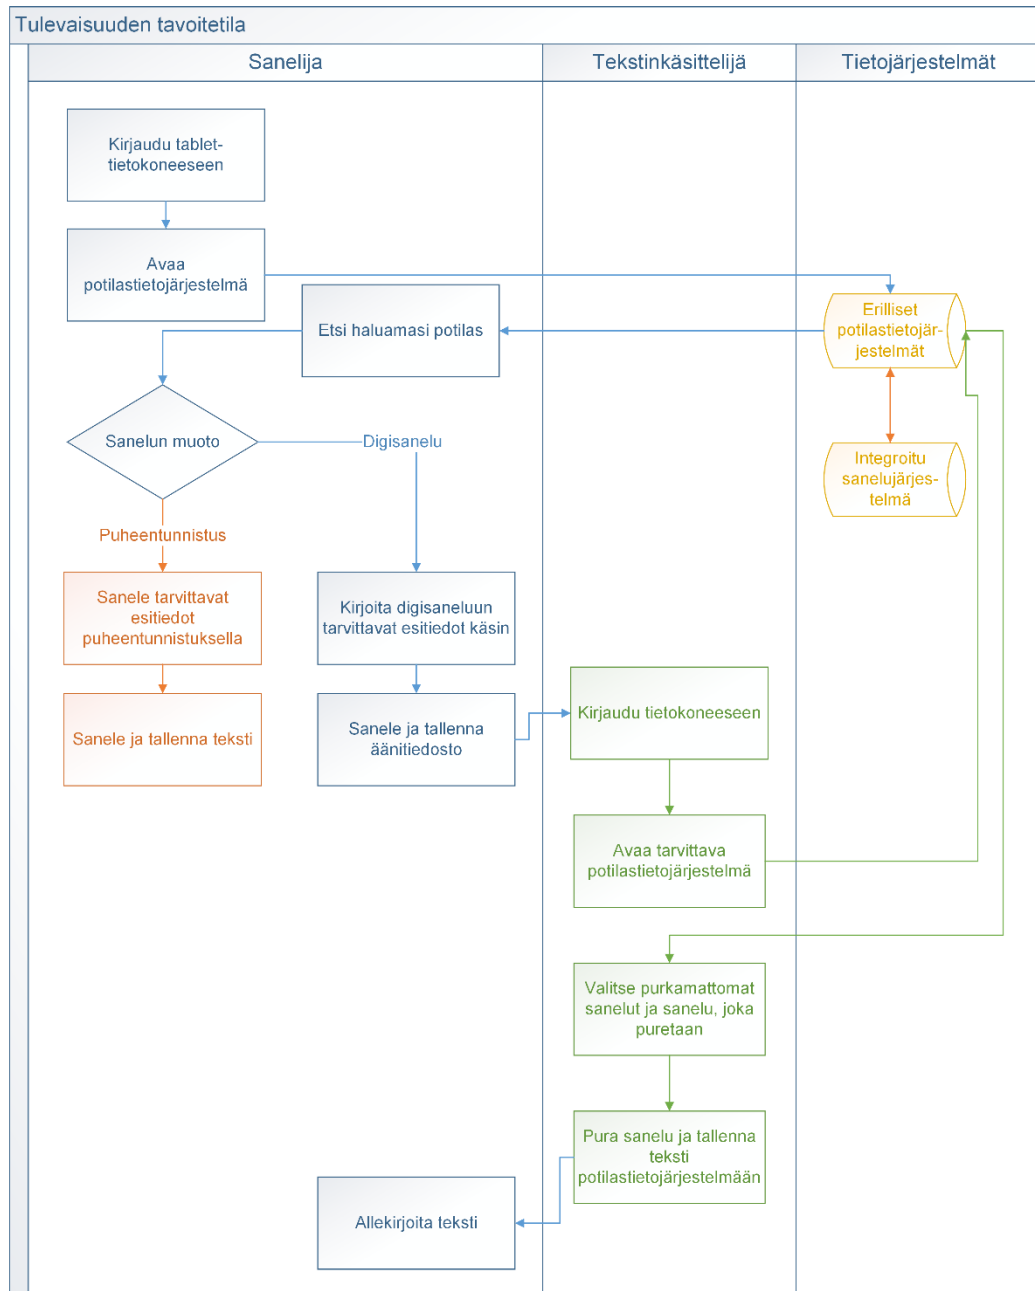 Tulevaisuuden tavoitetila
Sanelija
Tekstinkäsittelijä
Tietojärjestelmät
Kirjaudu tablet-
tietokoneeseen
Avaa
potilastietojärjestelmä
Etsi haluamasi potilas
Erilliset
potilastietojär-
jestelmät
Sanelun muoto
Digisanelu
Integroitu
sanelujärjes-
telmä
Puheentunnistus
Sanele tarvittavat
esitiedot
puheentunnistuksella
Kirjoita digisaneluun
tarvittavat esitiedot käsin
Sanele ja tallenna teksti
Sanele ja tallenna
äänitiedosto
Kirjaudu tietokoneeseen
Avaa tarvittava
potilastietojärjestelmä
Valitse purkamattomat
sanelut ja sanelu, joka
puretaan
Pura sanelu ja tallenna
teksti
potilastietojärjestelmään
Allekirjoita teksti